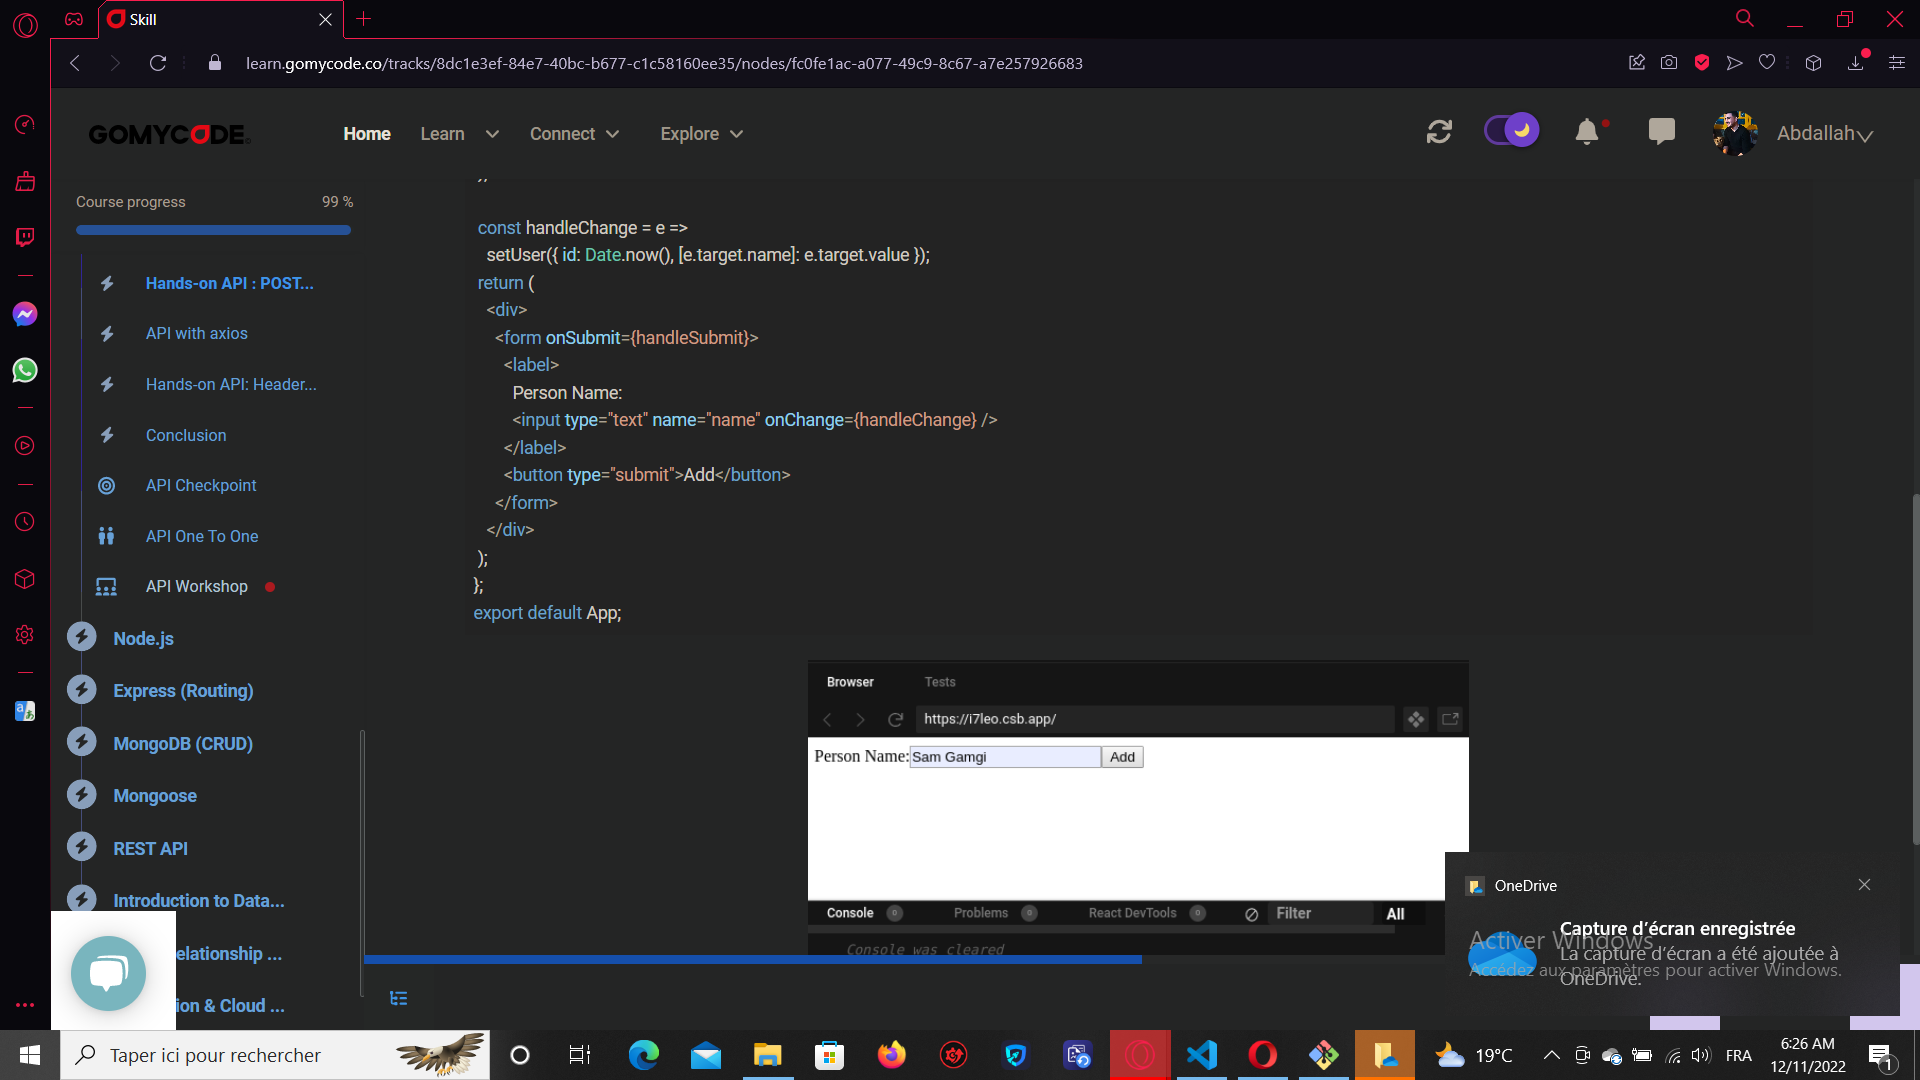 Skill
learn.gomycode.co/tracks/8dc1e3ef-84e7-40bc-b677-c1c58160ee35/nodes/fc0fe1ac-a077-49c9-8c67-a7e257926683
GOMYCODE
Home
Learn
Connect
Explore
Abdallah
Course progress
99 %
Hands-on API : POST...
API with axios
Hands-on API: Header...
Conclusion
API Checkpoint
API One To One
API Workshop
Node.js
Express (Routing)
MongoDB (CRUD)
Mongoose
REST API
Introduction to Data...
elationship ...
ion & Cloud ...
const handleChange = e =>
setUser({ id: Date.now(), [e.target.name]: e.target.value });
return (
<div>
<form onSubmit={handleSubmit}>
<label>
Person Name:
<input type="text" name="name" onChange={handleChange} />
</label>
<button type="submit">Add</button>
</form>
</div>
);
};
export default App;
Browser
Tests
https://i7leo.csb.app/
Person Name:
Sam Gamgi
Add
Console 0
Problems 0
React DevTools 0
Filter
All
Console was cleared
OneDrive
Capture d'écran enregistrée
La capture d'écran a été ajoutée à
OneDrive.
Activer Windows
Accédez aux paramètres pour activer Windows.
Taper ici pour rechercher
19°C
FRA
6:26 AM
12/11/2022
1